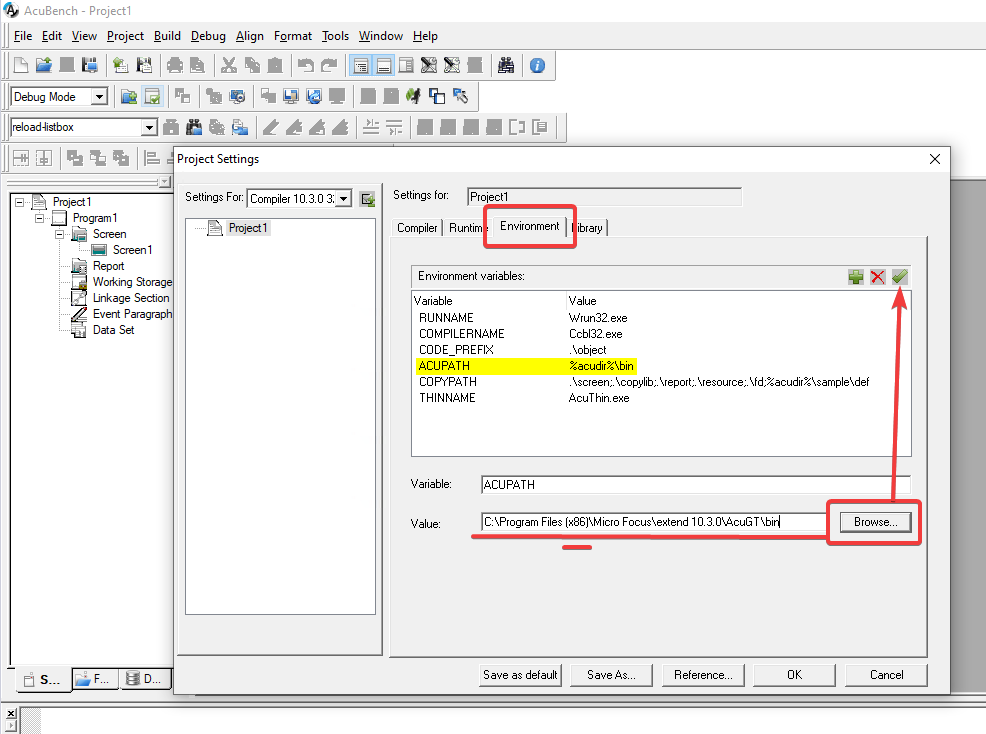 AcuBench - Project1
File Edit View Project Build Debug Align Format Tools Window Help
Debug Mode
reload-listbox
Project Settings
Settings For: Compiler 10.3.0 3:
Settings for: Project1
Project1
Compiler Runtime Environment Library
Environment variables:
Variable Value
RUNNAME Wrun32.exe
COMPILERNAME Ccbl32.exe
CODE_PREFIX .\object
ACUPATH %acudir%\bin
COPYPATH .\screen;.\copylib;.\report;.\resource;.\fd;%acudir%\sample\def
THINNAME AcuThin.exe
Variable: ACUPATH
Value: C:\Program Files (x86)\Micro Focus\extend 10.3.0\AcuGT\bin Browse...
Save as default Save As... Reference... OK Cancel
Project1
Program1
Screen
Screen1
Report
Working Storage
Linkage Section
Event Paragraph
Data Set
S... F... D...